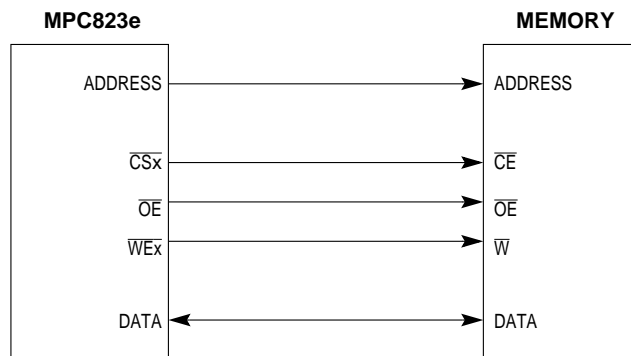 MPC823e MEMORY
ADDRESS ADDRESS
CSx CE
OE OE
WEx W
DATA DATA